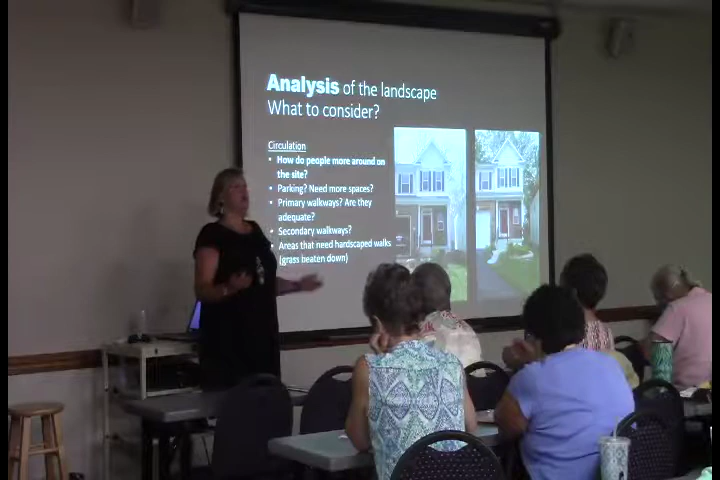 Analysis of the landscape
What to consider?
Circulation
• How do people more around on
the site?
• Parking? Need more spaces?
• Primary walkways? Are they
adequate?
• Secondary walkways?
• Areas that need hardscaped walks
(grass beaten down)